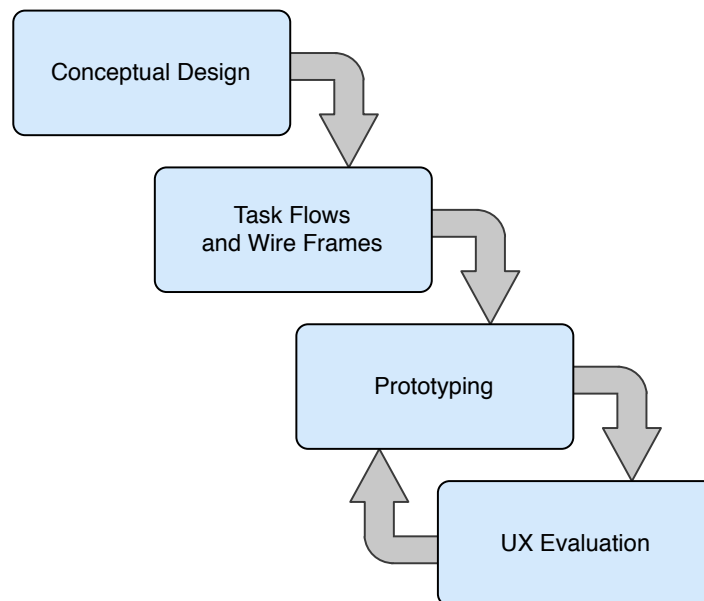 Conceptual Design
Task Flows
and Wire Frames
Prototyping
UX Evaluation